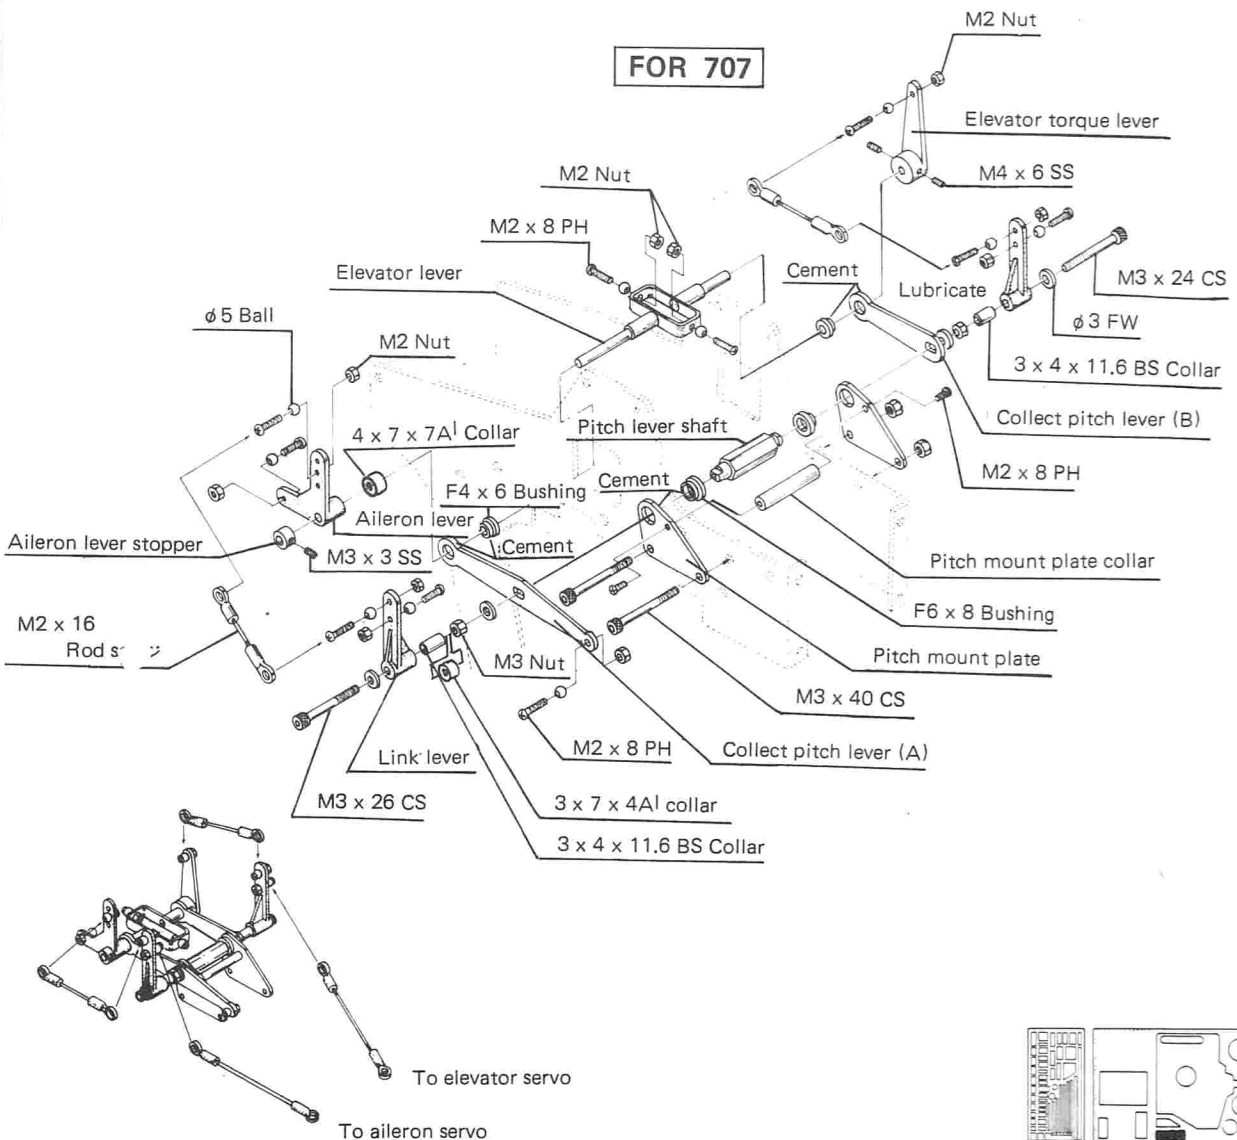 M2 Nut
FOR 707
Elevator torque lever
M2 Nut
M4 x 6 SS
M2 x 8 PH
Elevator lever
Cement
Lubricate
M3 x 24 CS
ϕ5 Ball
ϕ3 FW
M2 Nut
3 x 4 x 11.6 BS Collar
4 x 7 x 7Al Collar
Pitch lever shaft
Collect pitch lever (B)
M2 x 8 PH
Cement
F4 x 6 Bushing
Aileron lever
Aileron lever stopper
Cement
M3 x 3 SS
Pitch mount plate collar
F6 x 8 Bushing
M2 x 16
Rod
M3 Nut
Pitch mount plate
M3 x 40 CS
M2 x 8 PH
Collect pitch lever (A)
Link lever
M3 x 26 CS
3 x 7 x 4Al collar
3 x 4 x 11.6 BS Collar
To elevator servo
To aileron servo